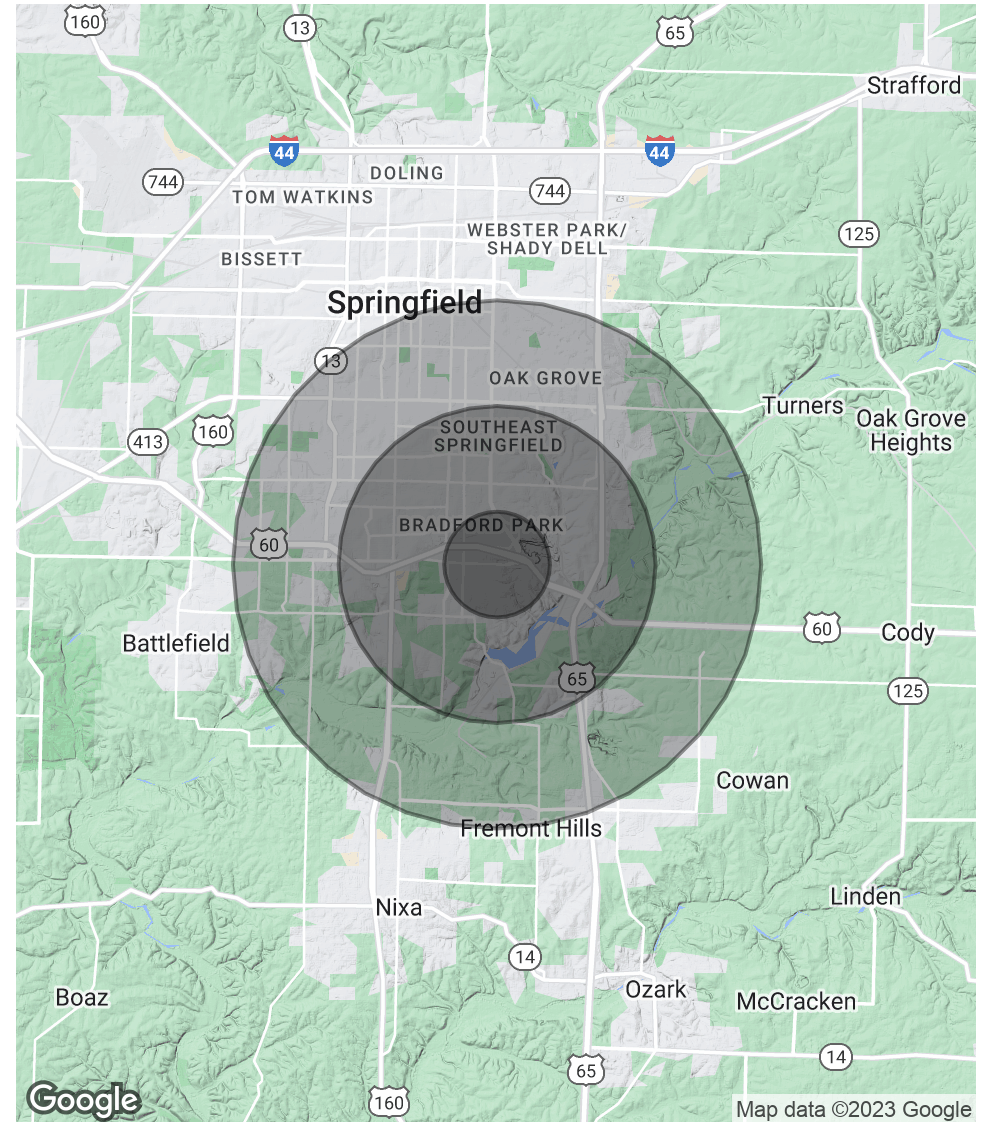 160
13
65
Strafford
44
44
DOLING
744
744
TOM WATKINS
WEBSTER PARK/
SHADY DELL
125
BISSETT
Springfield
13
OAK GROVE
Turners
Oak Grove
Heights
160
413
SOUTHEAST
SPRINGFIELD
BRADFORD PARK
60
60
Cody
Battlefield
65
125
Cowan
Fremont Hills
Linden
Nixa
14
Ozark
Boaz
McCracken
14
65
160
Google
Map data ©2023 Google